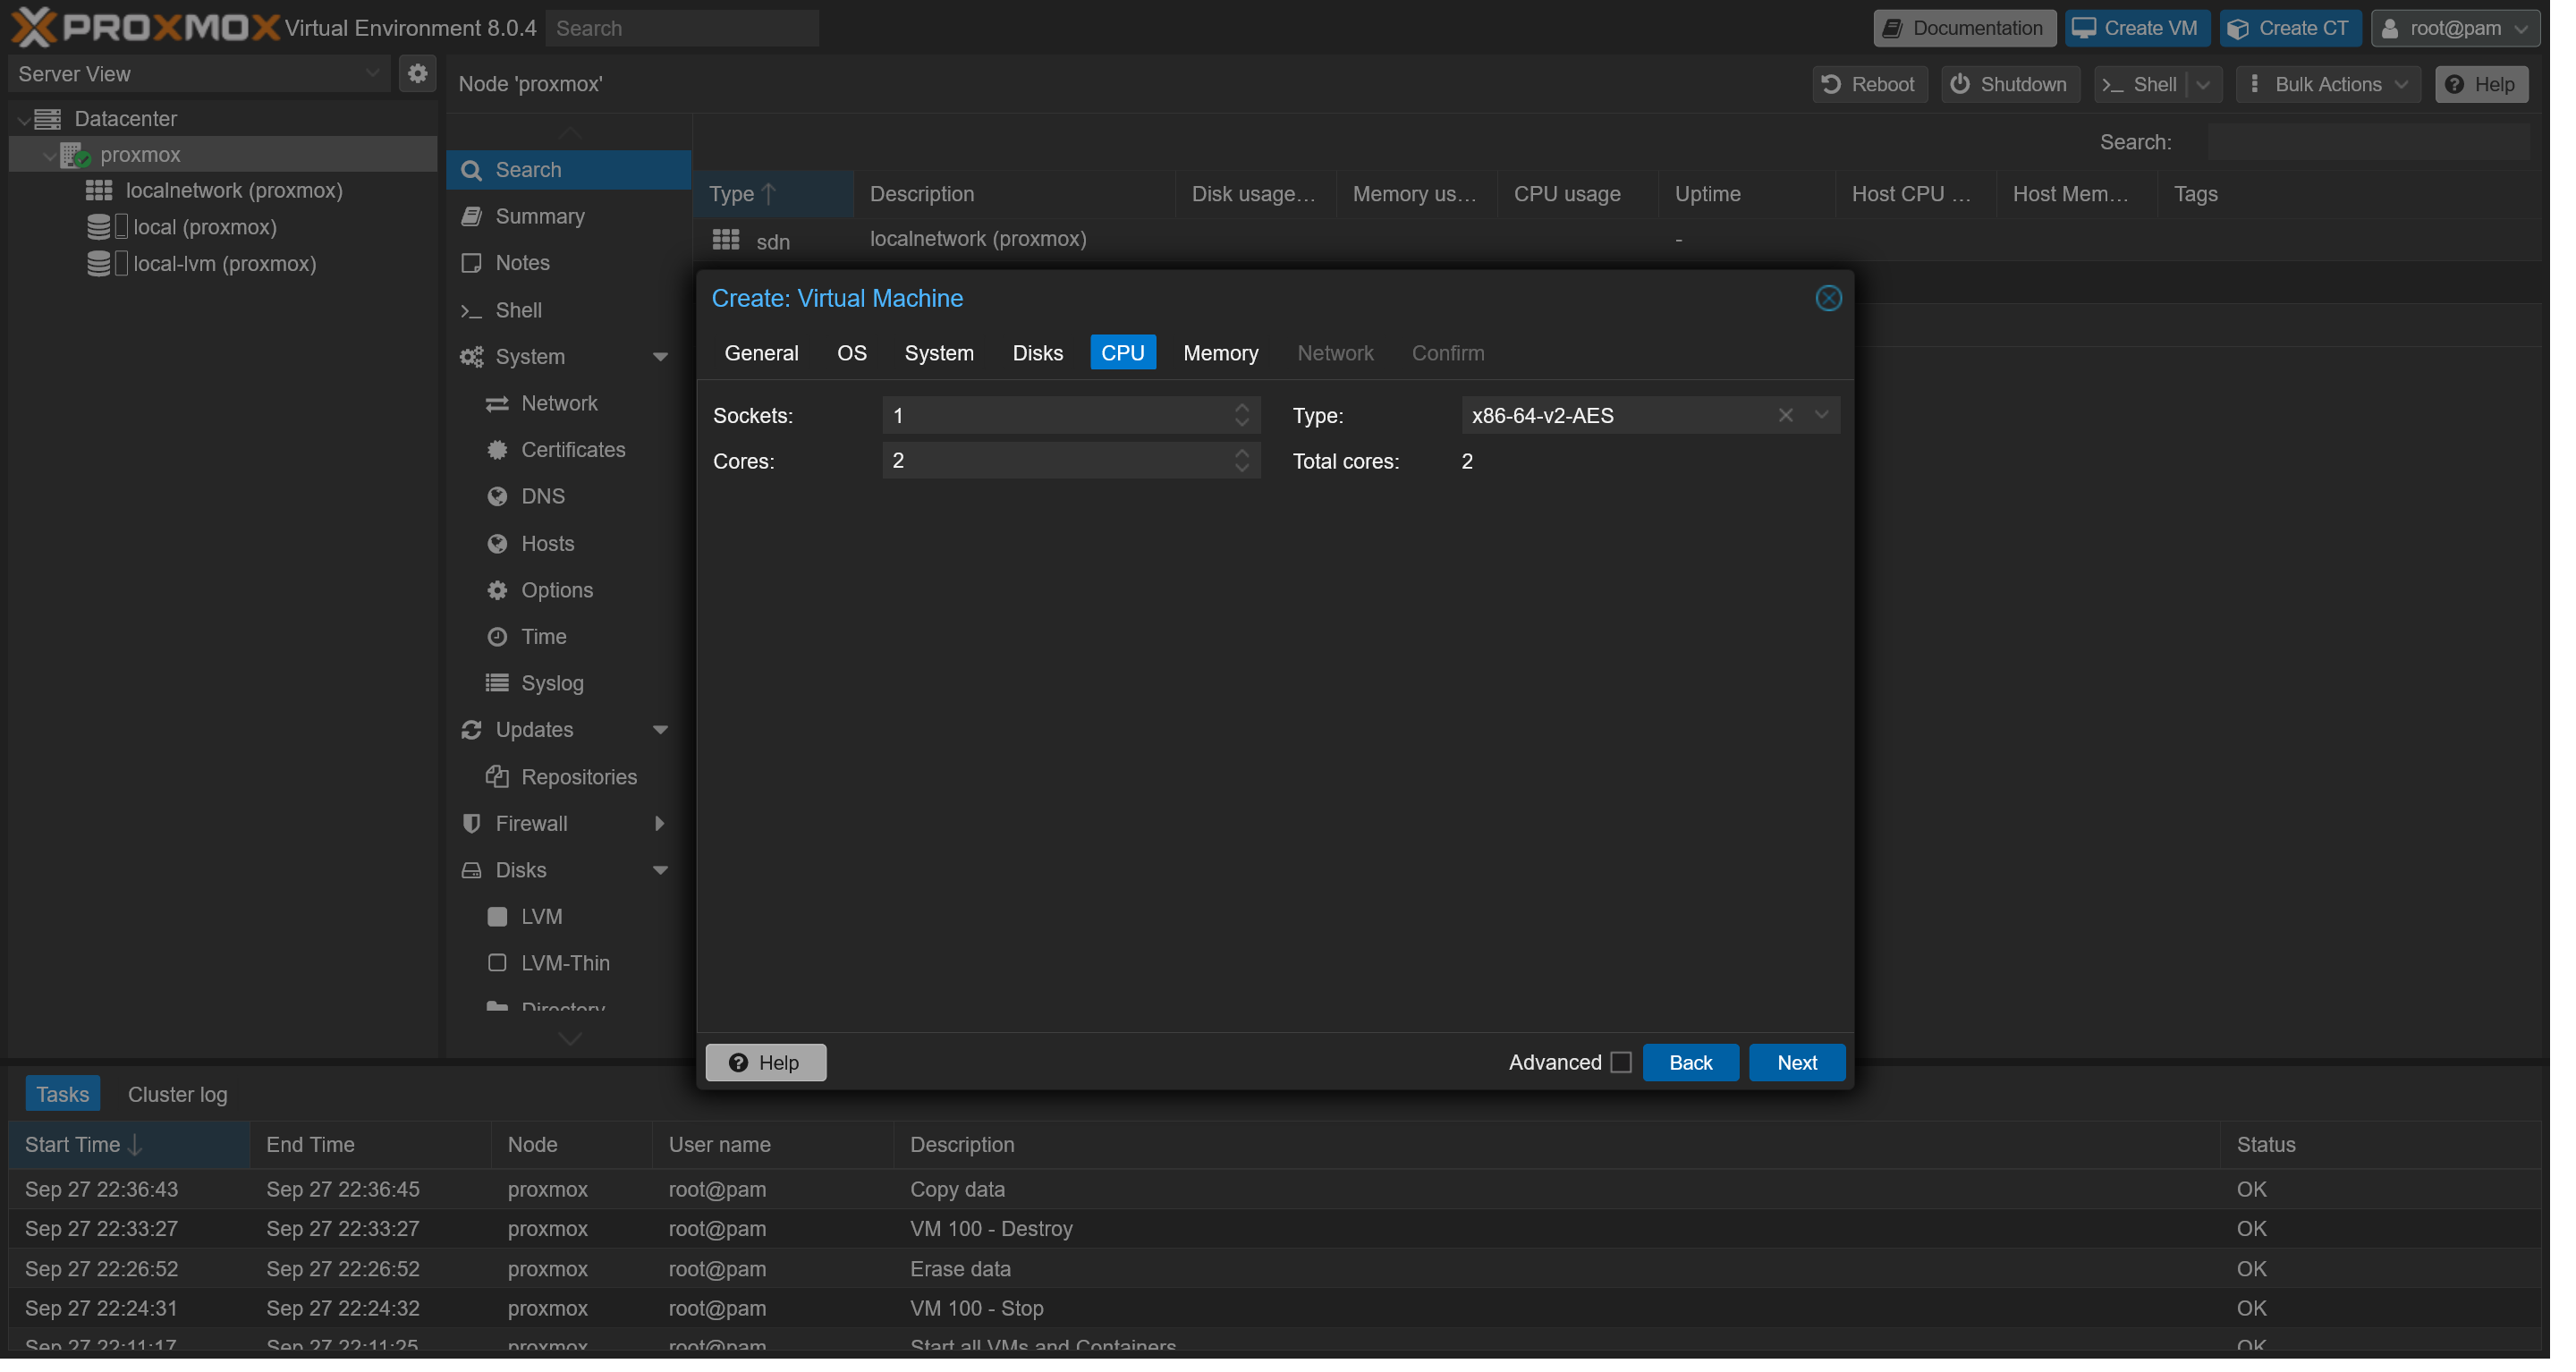 PROXMOX Virtual Environment 8.0.4 Search Documentation Create VM Create CT root@pam
Server View
Node 'proxmox' Reboot Shutdown Shell Bulk Actions Help
Datacenter
proxmox
localnetwork (proxmox)
local (proxmox)
local-lvm (proxmox)
Search
Summary
Notes
Shell
System
Network
Certificates
DNS
Hosts
Options
Time
Syslog
Updates
Repositories
Firewall
Disks
LVM
LVM-Thin
Directory
Search:
Type Description Disk usage... Memory us... CPU usage Uptime Host CPU ... Host Mem... Tags
sdn localnetwork (proxmox) -
Create: Virtual Machine
General OS System Disks CPU Memory Network Confirm
Sockets: 1 Type: x86-64-v2-AES
Cores: 2 Total cores: 2
Help Advanced Back Next
Tasks Cluster log
Start Time End Time Node User name Description Status
Sep 27 22:36:43 Sep 27 22:36:45 proxmox root@pam Copy data OK
Sep 27 22:33:27 Sep 27 22:33:27 proxmox root@pam VM 100 - Destroy OK
Sep 27 22:26:52 Sep 27 22:26:52 proxmox root@pam Erase data OK
Sep 27 22:24:31 Sep 27 22:24:32 proxmox root@pam VM 100 - Stop OK
Sep 27 22:11:17 Sep 27 22:11:25 proxmox root@pam Start all VMs and Containers OK